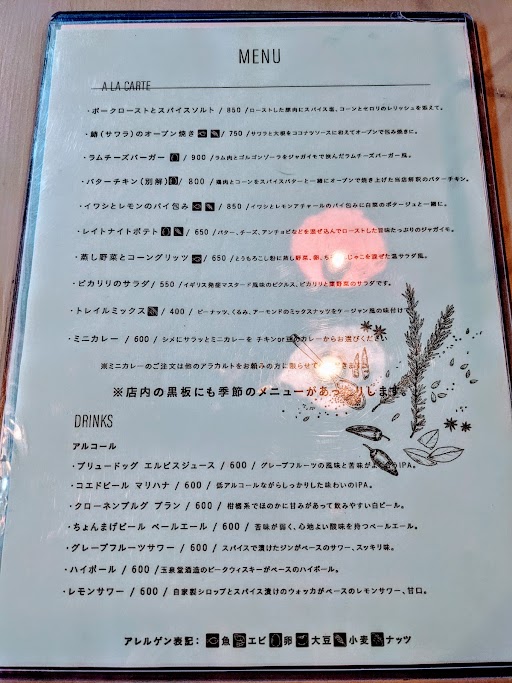 MENU
A LA CARTE
・ポークローストとスパイスソルト / 850 /ローストした豚肉にスパイス塩、コーンとセロリのレリッシュを添えて。
・鰆(サワラ)のオーブン焼き / 750 /サワラと大根をココナツソースに和えてオーブンで包み焼きに。
・ラムチーズバーガー / 900 /ラム肉とゴルゴンゾーラをジャガイモで挟んだラムチーズバーガー風。
・バターチキン(別解) / 800 /鶏肉とコーンをスパイスバターと一緒にオーブンで焼き上げた当店解釈のバターチキン。
・イワシとレモンのパイ包み / 850 /イワシとレモンアチャールのパイ包みに白菜のポタージュと一緒に。
・レイトナイトポテト / 650 /バター、チーズ、アンチョビなどを混ぜ込んでローストした旨味たっぷりのジャガイモ。
・蒸し野菜とコーングリッツ / 650 /とうもろこし粉に蒸し野菜、卵、じゃこを混ぜた温サラダ風。
・ピカリリのサラダ / 550 /イギリス発症マスタード風味のピクルス、ピカリリと葉野菜のサラダです。
・トレイルミックス / 400 / ピーナッツ、くるみ、アーモンドのミックスナッツをケージャン風の味付け
・ミニカレー / 600 / シメにサラッとミニカレーを チキンor カレーからお選びください
※ミニカレーのご注文は他のアラカルトをお願みの方に限らせて
※店内の黒板にも季節のメニューがあ ります。
DRINKS
アルコール
・ブリュードッグ エルビスジュース / 600 / グレープフルーツの風味と苦味が IPA。
・コエドビール マリハナ / 600 / 低アルコールながらしっかりした味わいのIPA。
・クローネンブルグ ブラン / 600 / 柑橘系でほのかに甘みがあって飲みやすい白ビール。
・ちょんまげビール ペールエール / 600 / 苦味が弱く、心地よい酸味を持つペールエール。
・グレープフルーツサワー / 600 / スパイスで漬けたジンがベースのサワー、スッキリ味。
・ハイボール / 600 /玉泉堂酒造のピークウィスキーがベースのハイボール。
・レモンサワー / 600 / 自家製シロップとスパイス漬けのウォッカがベースのレモンサワー、甘口。
アレルゲン表記: 魚 エビ 卵 大豆 小麦 ナッツ